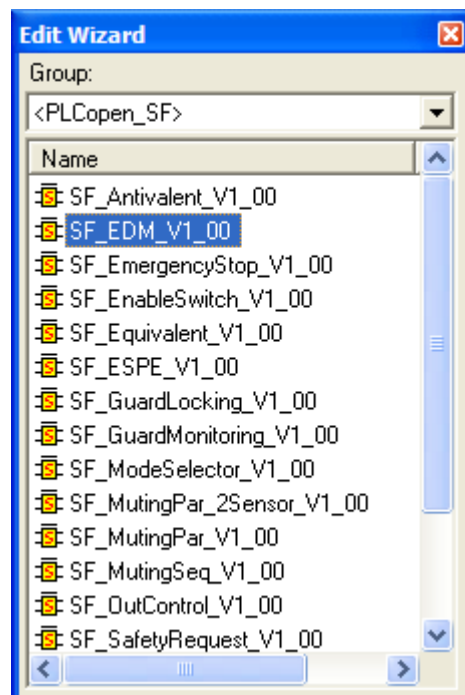 Edit Wizard
Group:
<PLCopen_SF>
Name
SF_Antivalent_V1_00
SF_EDM_V1_00
SF_EmergencyStop_V1_00
SF_EnableSwitch_V1_00
SF_Equivalent_V1_00
SF_ESPE_V1_00
SF_GuardLocking_V1_00
SF_GuardMonitoring_V1_00
SF_ModeSelector_V1_00
SF_MutingPar_2Sensor_V1_00
SF_MutingPar_V1_00
SF_MutingSeq_V1_00
SF_OutControl_V1_00
SF_SafetyRequest_V1_00